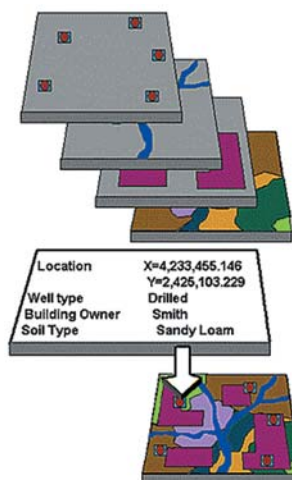 Location X=4,233,455.146
Y=2,425,103.229
Well type Drilled
Building Owner Smith
Soil Type Sandy Loam